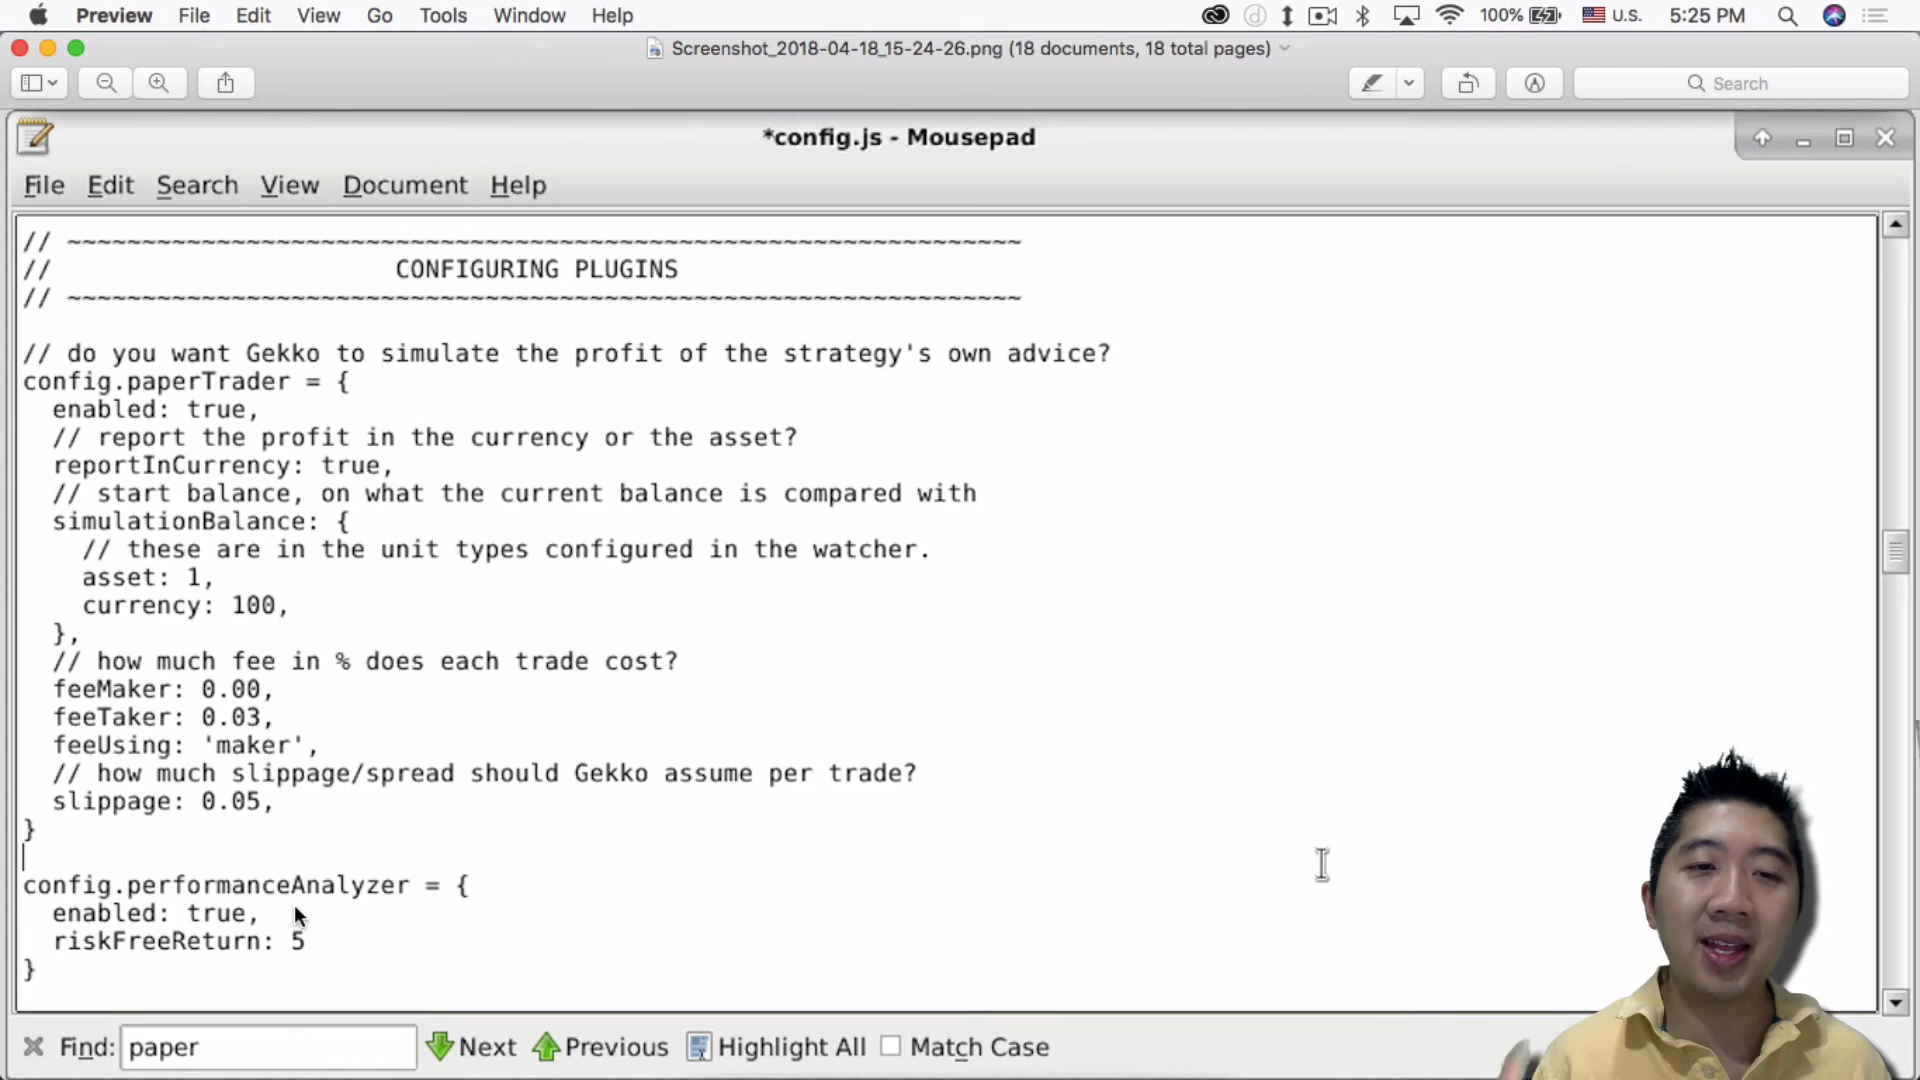 Preview File Edit View Go Tools Window Help 100% U.S. 5:25 PM
Screenshot_2018-04-18_15-24-26.png (18 documents, 18 total pages)
Search
*config.js - Mousepad
File Edit Search View Document Help
// ~~~~~~~~~~~~~~~~~~~~~~~~~~~~~~~~~~~~~~~~~~~~~~~~~~~~~~~~~~~~~~~~
// CONFIGURING PLUGINS
// ~~~~~~~~~~~~~~~~~~~~~~~~~~~~~~~~~~~~~~~~~~~~~~~~~~~~~~~~~~~~~~~~
// do you want Gekko to simulate the profit of the strategy's own advice?
config.paperTrader = {
enabled: true,
// report the profit in the currency or the asset?
reportInCurrency: true,
// start balance, on what the current balance is compared with
simulationBalance: {
// these are in the unit types configured in the watcher.
asset: 1,
currency: 100,
},
// how much fee in % does each trade cost?
feeMaker: 0.00,
feeTaker: 0.03,
feeUsing: 'maker',
// how much slippage/spread should Gekko assume per trade?
slippage: 0.05,
}
config.performanceAnalyzer = {
enabled: true,
riskFreeReturn: 5
}
Find: paper Next Previous Highlight All Match Case